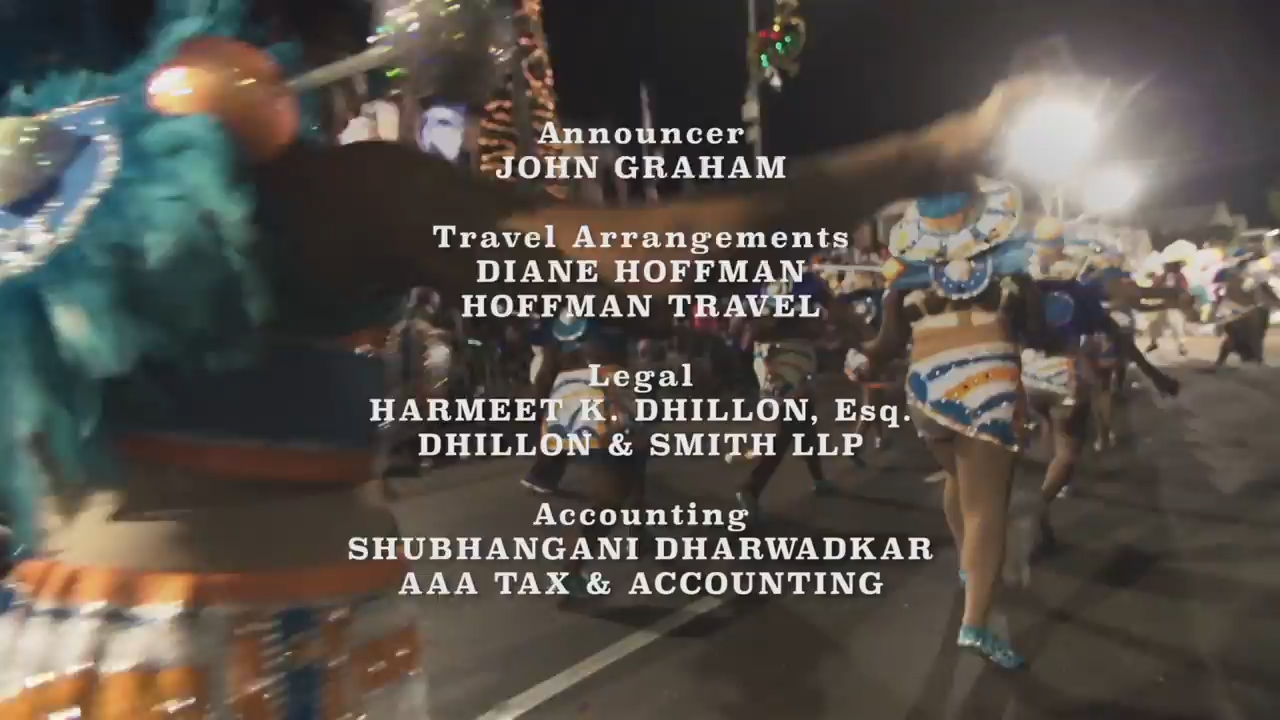 Announcer
JOHN GRAHAM
Travel Arrangements
DIANE HOFFMAN
HOFFMAN TRAVEL
Legal
HARMEET K. DHILLON, Esq.
DHILLON & SMITH LLP
Accounting
SHUBHANGANI DHARWADKAR
AAA TAX & ACCOUNTING